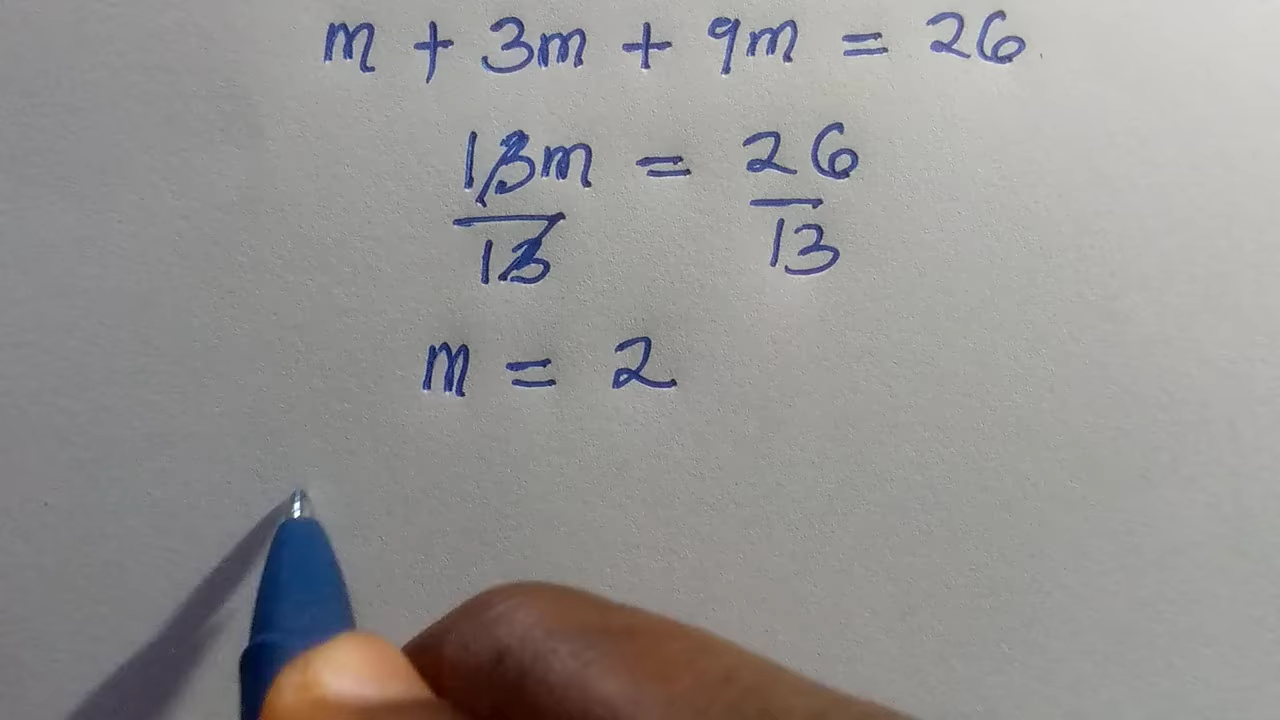 m + 3m + 9m = 26
13m/13 = 26/13
m = 2